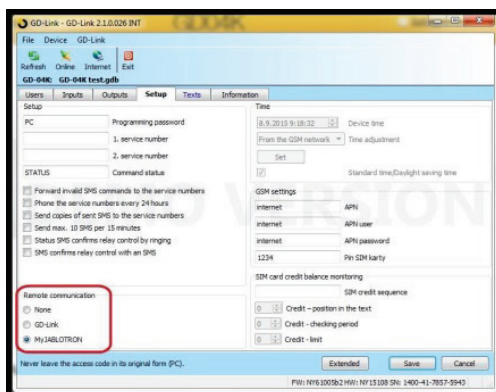 GD-Link - GD-Link 2.1.0.026 INT
GD04K
File Device GD-Link
Refresh Online Internet Exit
GD-04K: GD-04K test.gdb
Users Inputs Outputs Setup Texts Information
Setup
PC Programming password
1. service number
2. service number
STATUS Command status
Forward invalid SMS commands to the service numbers
Phone the service numbers every 24 hours
Send copies of sent SMS to the service numbers
Send max. 10 SMS per 15 minutes
Status SMS confirms relay control by ringing
SMS confirms relay control with an SMS
Remote communication
None
GD-Link
MyJABLOTRON
Time
8.9.2015 9:18:32 Device time
From the GSM network Time adjustment
Set
Standard time/Daylight saving time
GSM settings
internet APN
internet APN user
internet APN password
1234 Pin SIM karty
SIM card credit balance monitoring
SIM credit sequence
0 Credit - position in the text
0 Credit - checking period
0 Credit - limit
Never leave the access code in its original form (PC).
Extended Save Cancel
FW: NY61005b2 HW: NY15108 SN: 1400-41-7857-5943